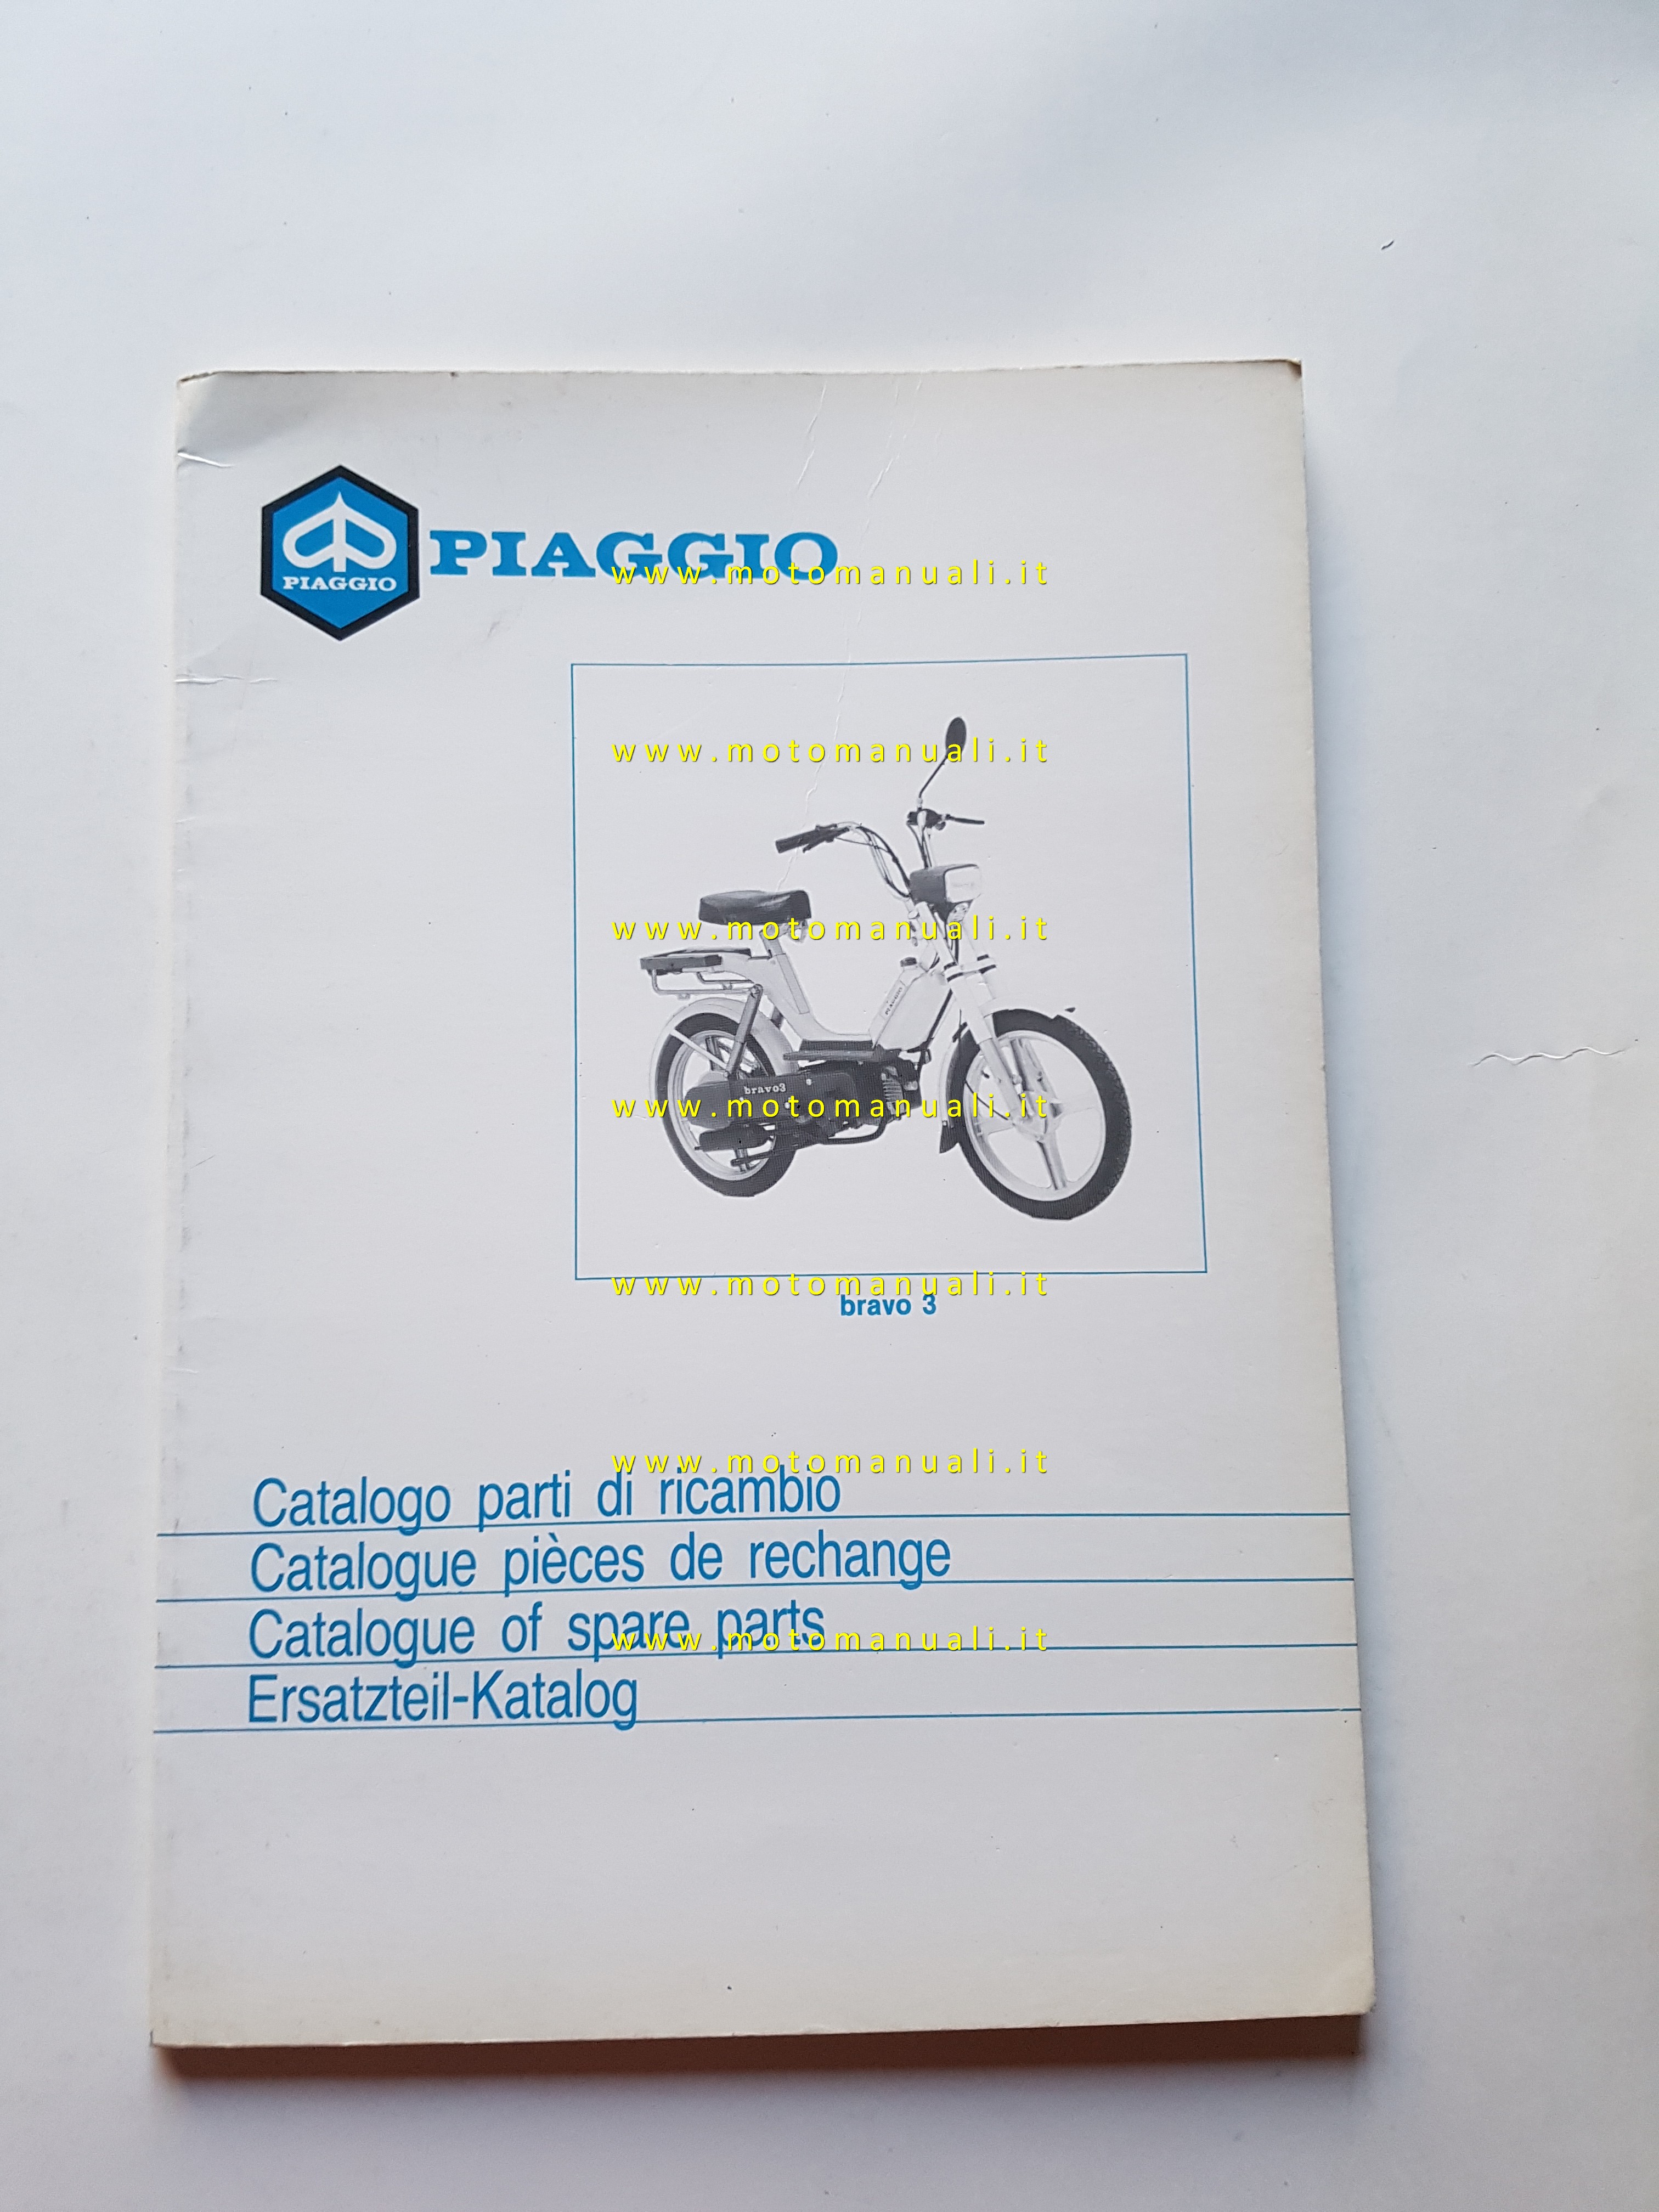 PIAGGIO
PIAGGIO
www.motomanuali.it
www.motomanuali.it
www.motomanuali.it
PIAGGIO
bravo3
www.motomanuali.it
www.motomanuali.it
bravo 3
www.motomanuali.it
Catalogo parti di ricambio
Catalogue pièces de rechange
Catalogue of spare parts
www.motomanuali.it
Ersatzteil-Katalog